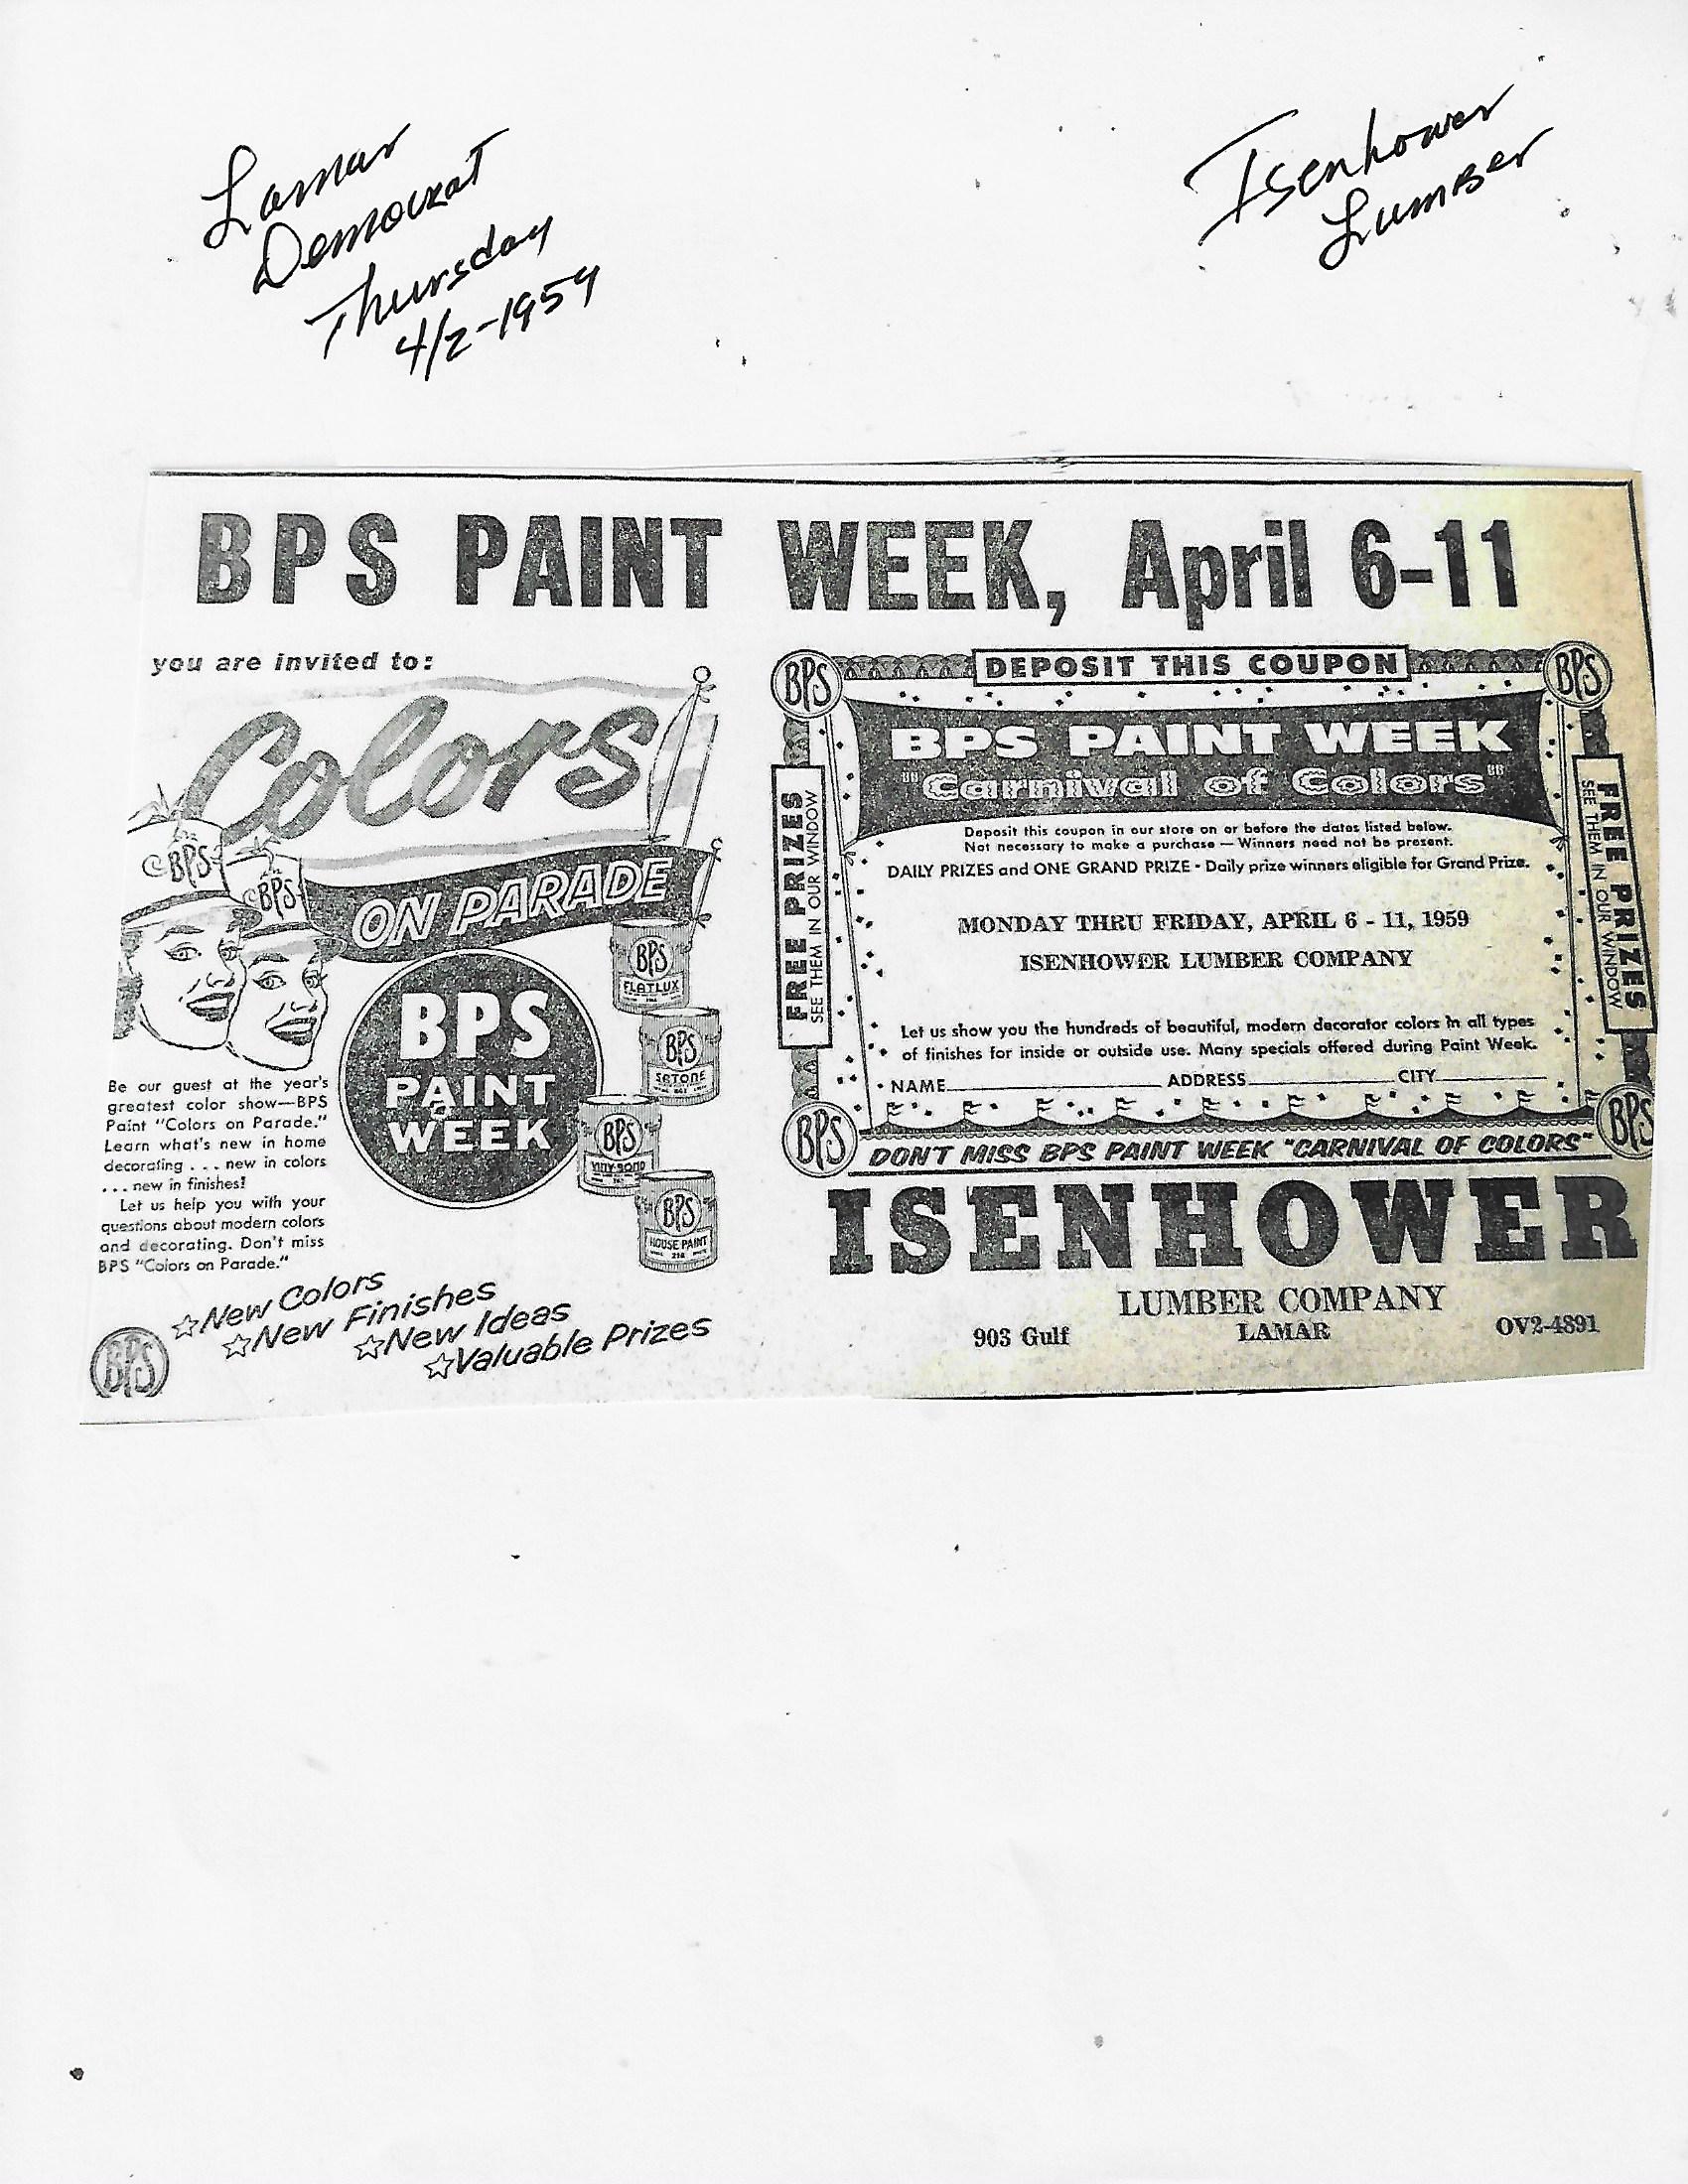 Lamar
Democrat
Thursday
4/2-1959
Isenhower
Lumber
BPS PAINT WEEK, April 6-11
you are invited to:
Colors
ON PARADE
BPS
BPS
BPS
PAINT
WEEK
BPS
FLATLUX
BPS
SATONE
BPS
VINY-BOND
BPS
HOUSE PAINT
Be our guest at the year's
greatest color show—BPS
Paint "Colors on Parade."
Learn what's new in home
decorating . . . new in colors
. . . new in finishes!
Let us help you with your
questions about modern colors
and decorating. Don't miss
BPS "Colors on Parade."
☆New Colors
☆New Finishes
☆New Ideas
☆Valuable Prizes
BPS
BPS
DEPOSIT THIS COUPON
BPS
BPS PAINT WEEK
"Carnival of Colors"
FREE PRIZES
SEE THEM IN OUR WINDOW
Deposit this coupon in our store on or before the dates listed below.
Not necessary to make a purchase — Winners need not be present.
DAILY PRIZES and ONE GRAND PRIZE - Daily prize winners eligible for Grand Prize.
MONDAY THRU FRIDAY, APRIL 6 - 11, 1959
ISENHOWER LUMBER COMPANY
Let us show you the hundreds of beautiful, modern decorator colors in all types
of finishes for inside or outside use. Many specials offered during Paint Week.
NAME ADDRESS CITY
FREE PRIZES
SEE THEM IN OUR WINDOW
BPS
BPS
DON'T MISS BPS PAINT WEEK "CARNIVAL OF COLORS"
ISENHOWER
LUMBER COMPANY
903 Gulf LAMAR OV2-4891